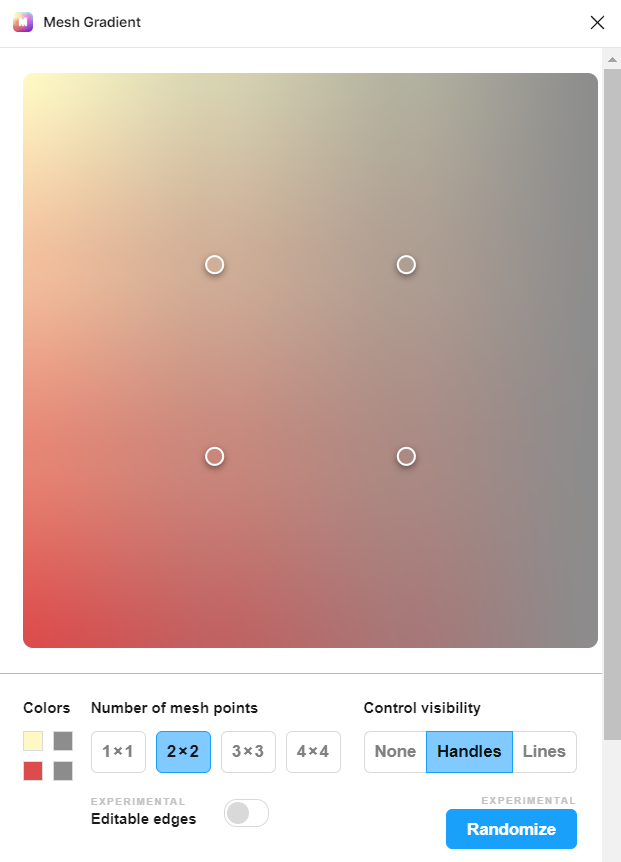 Mesh Gradient
Colors
Number of mesh points
Control visibility
1×1
2×2
3×3
4×4
None
Handles
Lines
EXPERIMENTAL
Editable edges
EXPERIMENTAL
Randomize